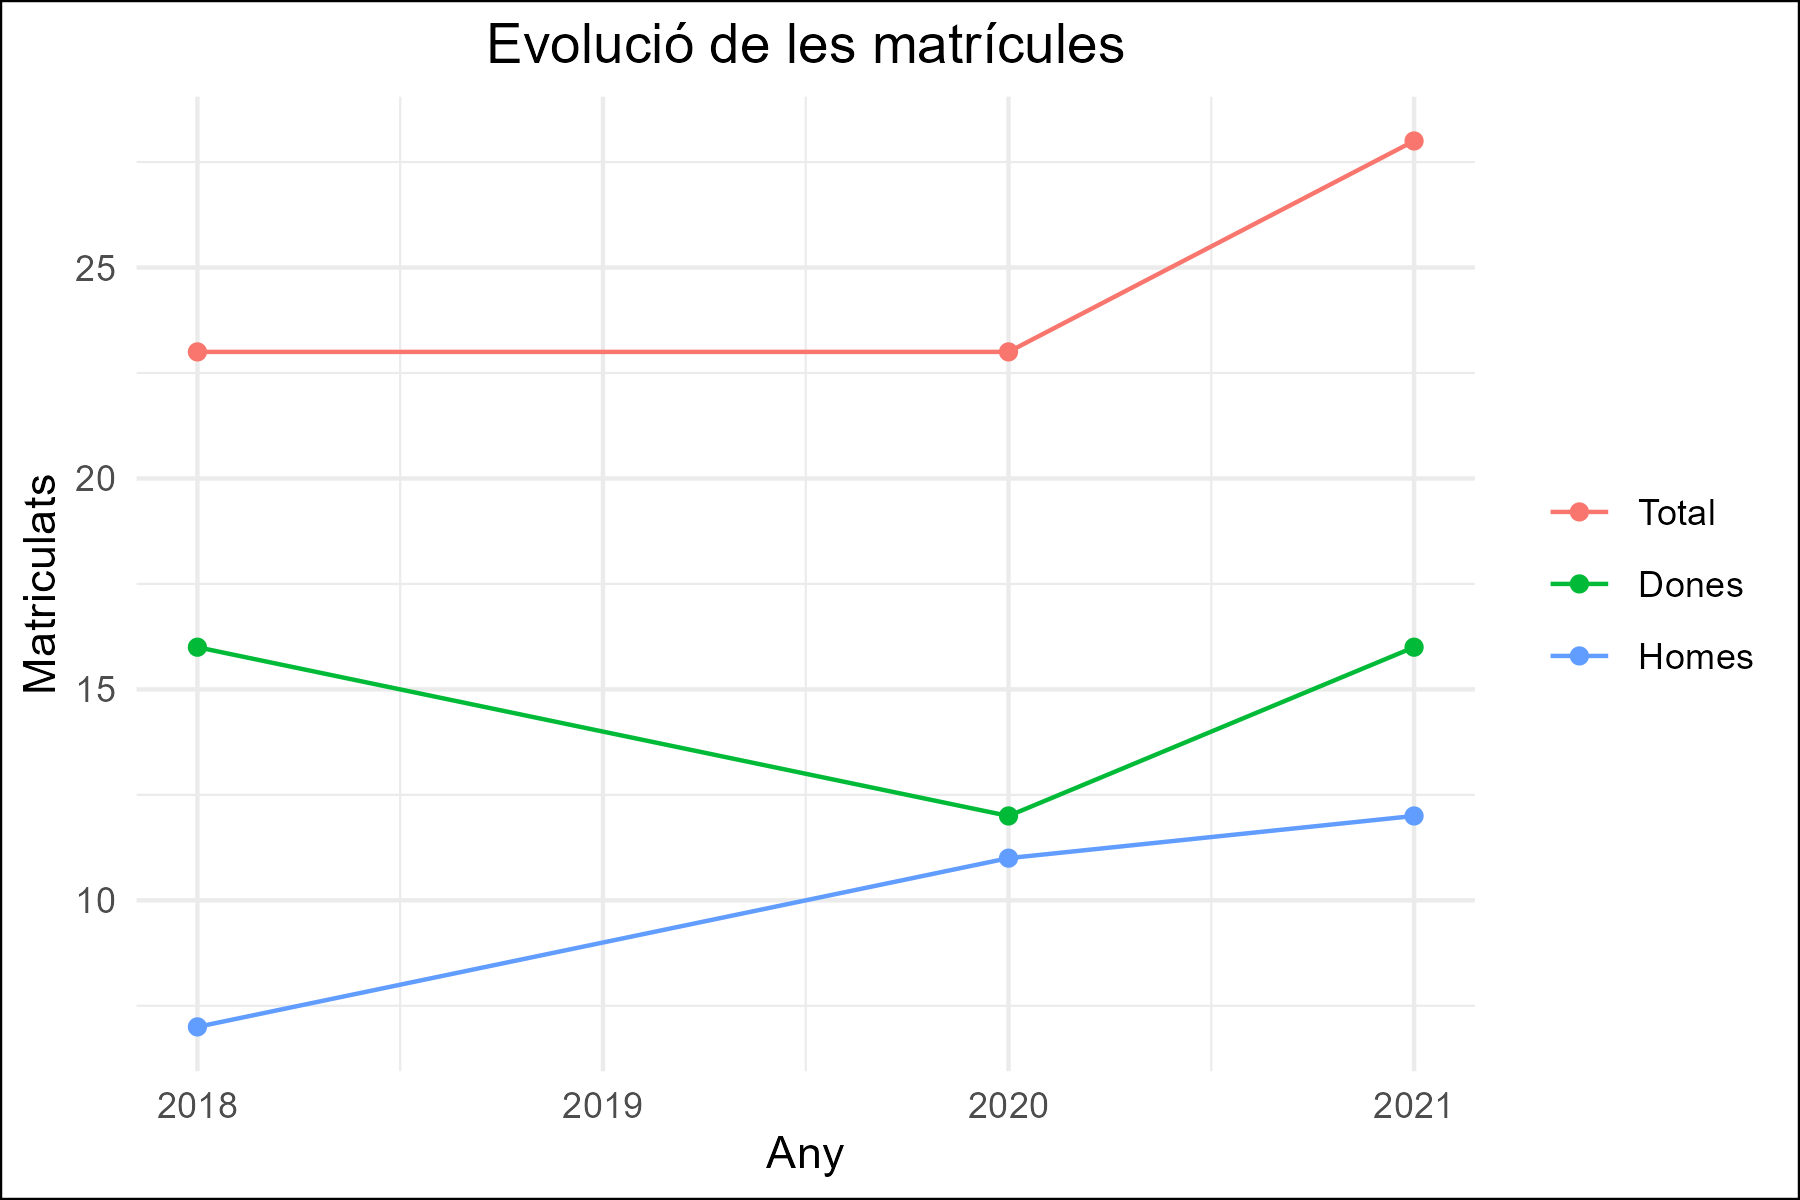 Evolució de les matrícules
Matriculats
25
20
15
10
2018 2019 2020 2021
Any
Total
Dones
Homes